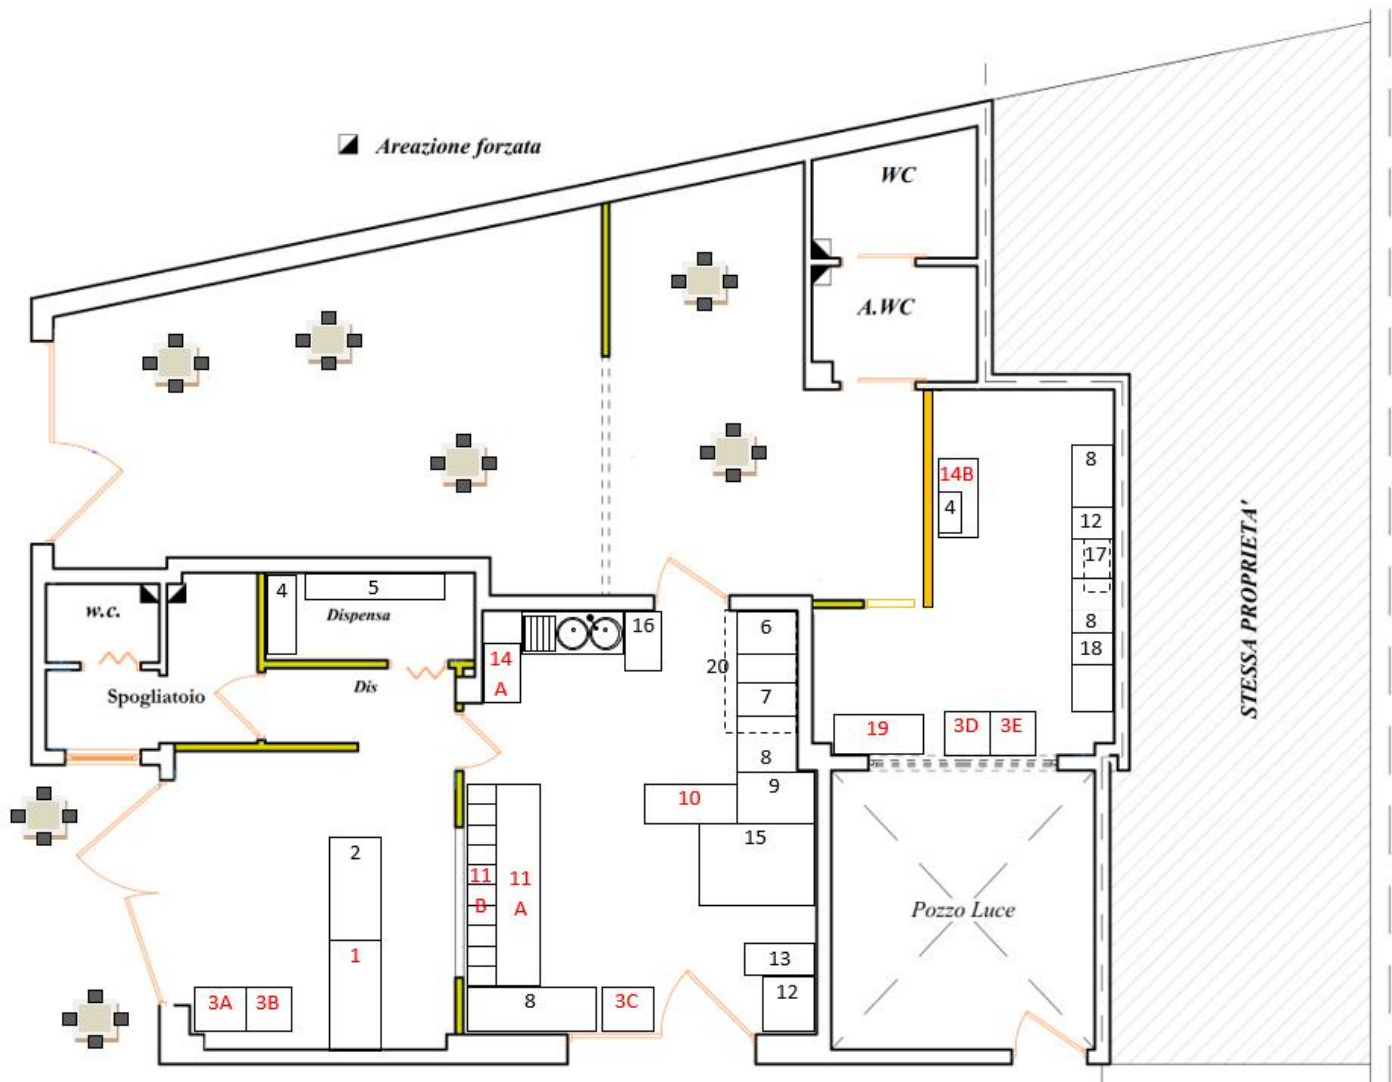 Areazione forzata
WC
A.WC
14B
4
8
12
17
8
18
STESSA PROPRIETA'
w.c.
4
5
Dispensa
Spogliatoio
Dis
14
A
16
6
20
7
8
9
10
15
19
3D
3E
2
1
11
B
11
A
Pozzo Luce
13
12
3A
3B
8
3C